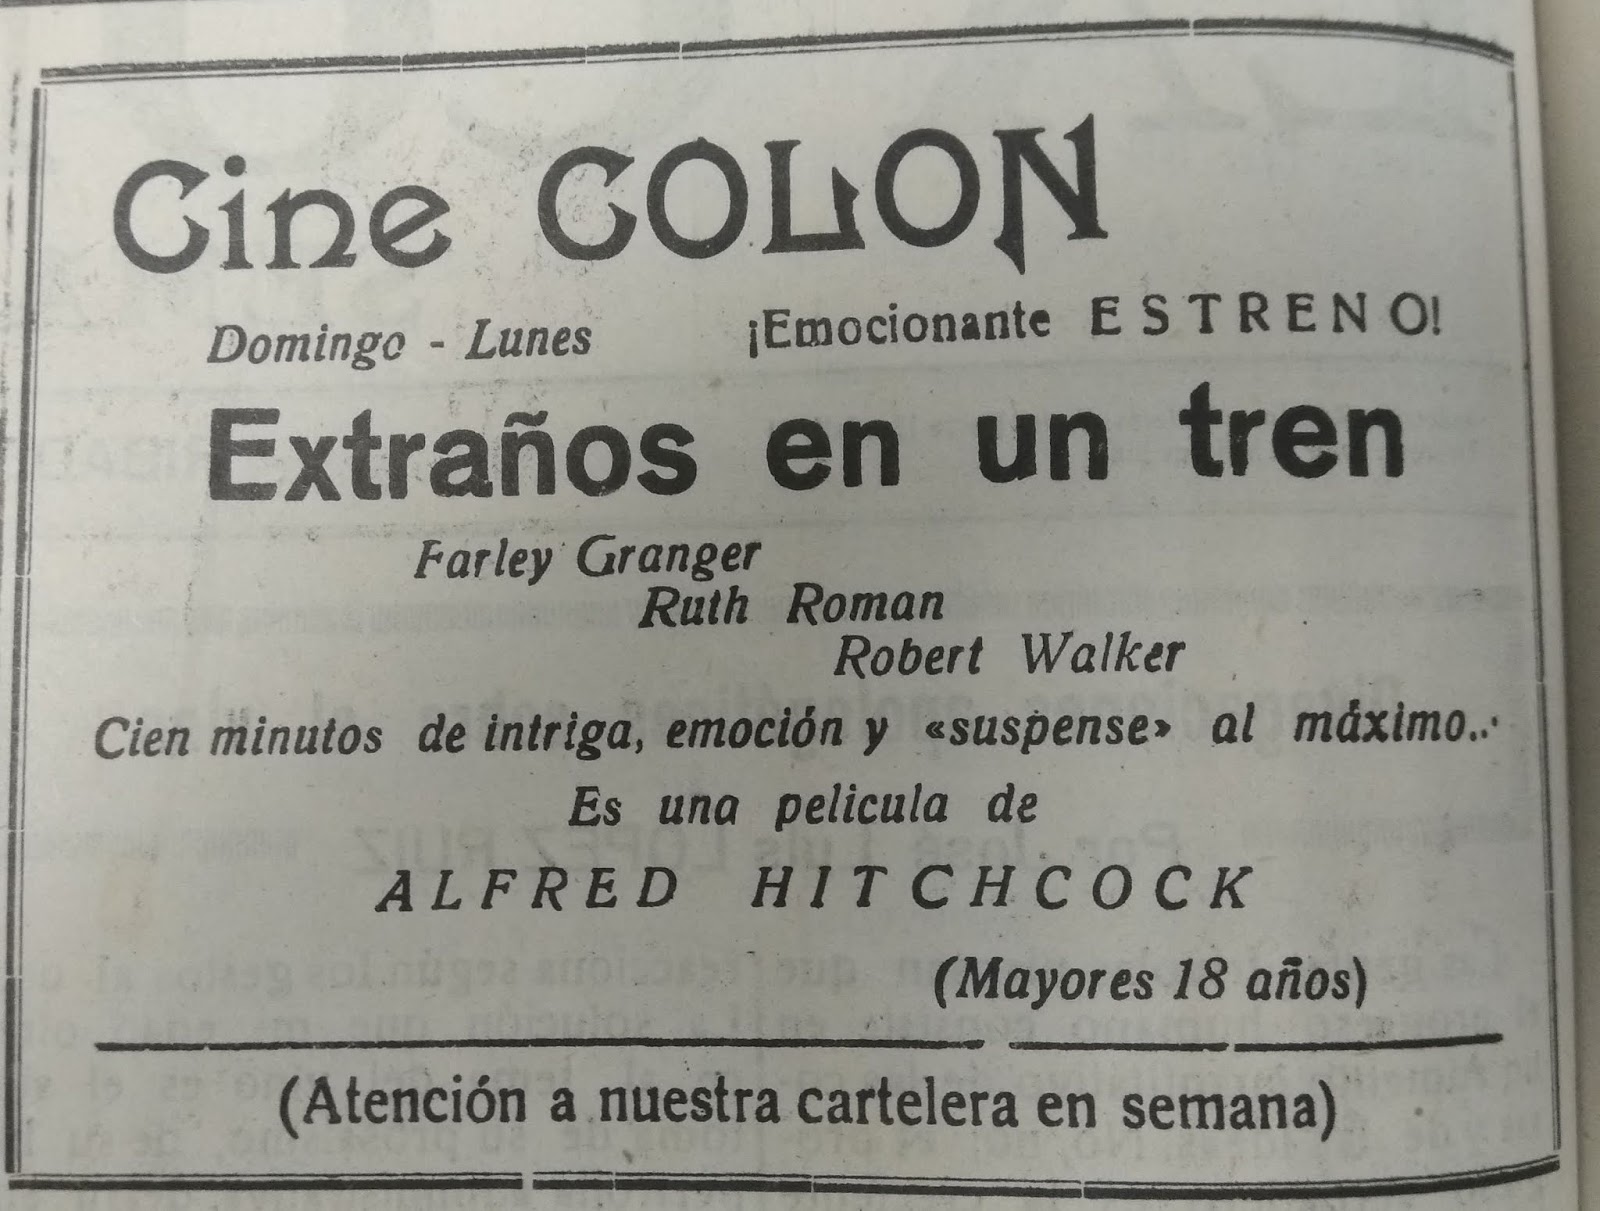 Cine COLON
Domingo - Lunes ¡Emocionante ESTRENO!
Extraños en un tren
Farley Granger
Ruth Roman
Robert Walker
Cien minutos de intriga, emoción y «suspense» al máximo...
Es una pelicula de
ALFRED HITCHCOCK
(Mayores 18 años)
(Atención a nuestra cartelera en semana)